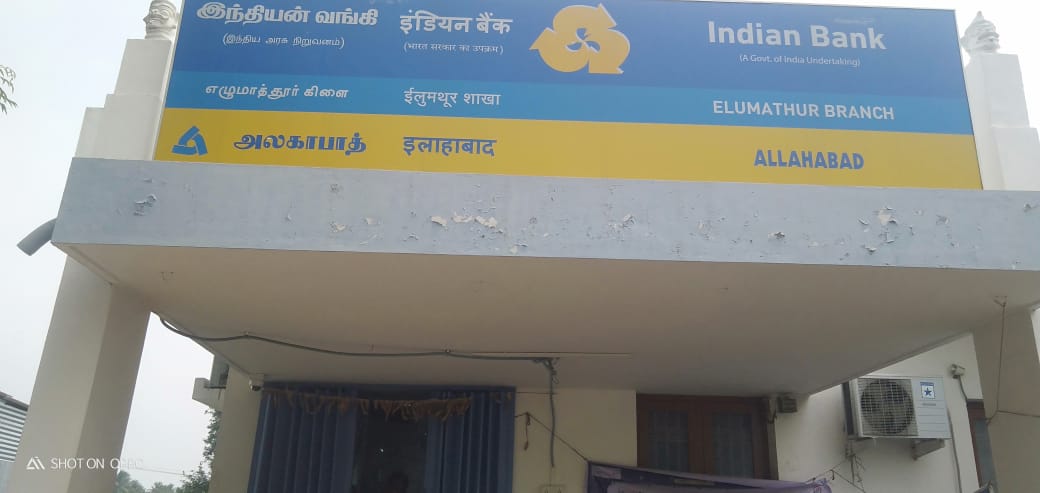 இந்தியன் வங்கி इंडियन बैंक Indian Bank
(இந்திய அரசு நிறுவனம்) (भारत सरकार का उपक्रम) (A Govt. of India Undertaking)
எழுமாத்தூர் கிளை ईलुमथूर शाखा ELUMATHUR BRANCH
அலகாபாத் इलाहाबाद ALLAHABAD
SHOT ON OPPO